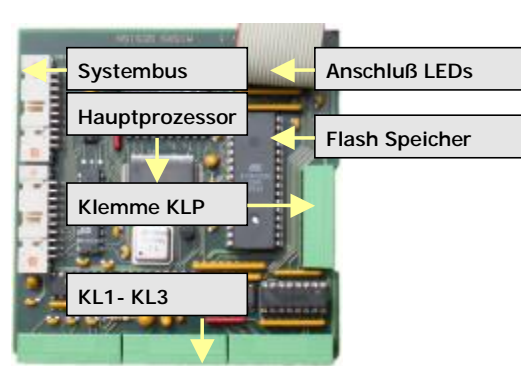 Systembus
Anschluß LEDs
Hauptprozessor
Flash Speicher
Klemme KLP
KL1- KL3